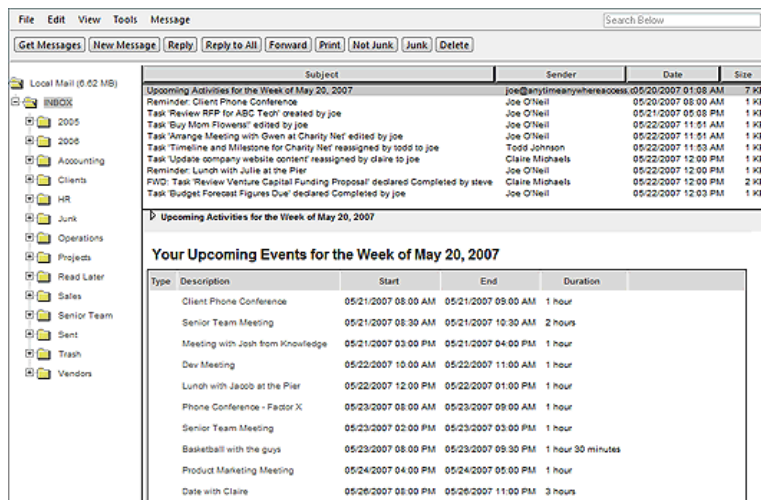 File Edit View Tools Message Search Below
Get Messages New Message Reply Reply to All Forward Print Not Junk Junk Delete
Local Mail (6.62 MB)
INBOX
2005
2006
Accounting
Clients
HR
Junk
Operations
Projects
Read Later
Sales
Senior Team
Sent
Trash
Vendors
Subject Sender Date Size
Upcoming Activities for the Week of May 20, 2007 joe@anytimeanywhereaccess.c 05/20/2007 01:08 AM 7 K
Reminder: Client Phone Conference Joe O'Neil 05/20/2007 08:00 AM 1 K
Task 'Review RFP for ABC Tech' created by joe Joe O'Neil 05/21/2007 05:08 PM 1 K
Task 'Buy Mom Flowers!' edited by joe Joe O'Neil 05/22/2007 11:51 AM 1 K
Task 'Arrange Meeting with Gwen at Charity Net' edited by joe Joe O'Neil 05/22/2007 11:51 AM 1 K
Task 'Timeline and Milestone for Charity Net' reassigned by todd to joe Todd Johnson 05/22/2007 11:53 AM 1 K
Task 'Update company website content' reassigned by claire to joe Claire Michaels 05/22/2007 12:00 PM 1 K
Reminder: Lunch with Julie at the Pier Joe O'Neil 05/22/2007 12:00 PM 1 K
FWD: Task 'Review Venture Capital Funding Proposal' declared Completed by steve Claire Michaels 05/22/2007 12:00 PM 2 K
Task 'Budget Forecast Figures Due' declared Completed by joe Joe O'Neil 05/22/2007 12:03 PM 1 K
Upcoming Activities for the Week of May 20, 2007
Your Upcoming Events for the Week of May 20, 2007
Type Description Start End Duration
Client Phone Conference 05/21/2007 08:00 AM 05/21/2007 09:00 AM 1 hour
Senior Team Meeting 05/21/2007 08:30 AM 05/21/2007 10:30 AM 2 hours
Meeting with Josh from Knowledge 05/21/2007 03:00 PM 05/21/2007 04:00 PM 1 hour
Dev Meeting 05/22/2007 10:00 AM 05/22/2007 11:00 AM 1 hour
Lunch with Jacob at the Pier 05/22/2007 12:00 PM 05/22/2007 01:00 PM 1 hour
Phone Conference - Factor X 05/23/2007 08:00 AM 05/23/2007 09:00 AM 1 hour
Senior Team Meeting 05/23/2007 02:00 PM 05/23/2007 03:00 PM 1 hour
Basketball with the guys 05/23/2007 08:00 PM 05/23/2007 09:30 PM 1 hour 30 minutes
Product Marketing Meeting 05/24/2007 04:00 PM 05/24/2007 05:00 PM 1 hour
Date with Claire 05/26/2007 08:00 PM 05/26/2007 11:00 PM 3 hours